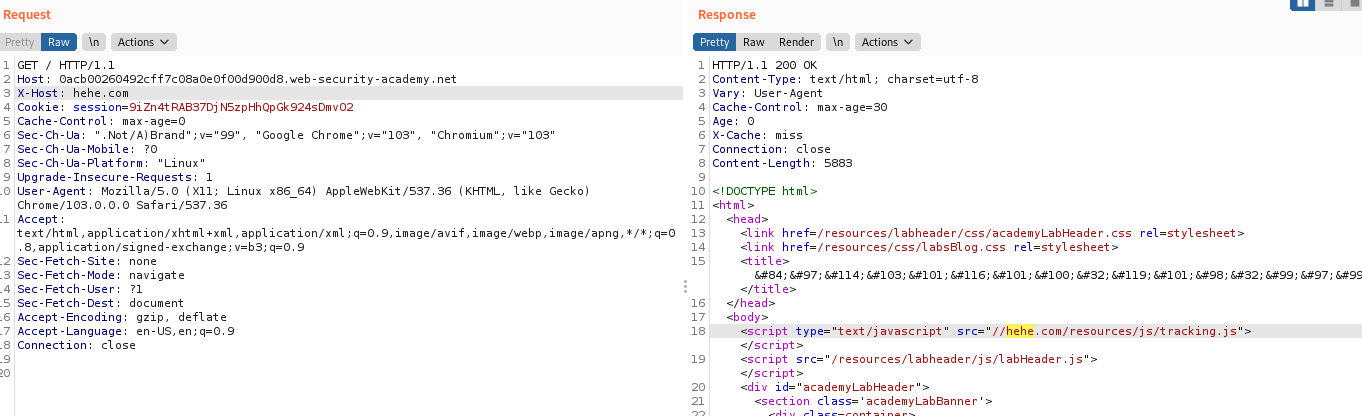 Request
Pretty Raw \n Actions
1 GET / HTTP/1.1
2 Host: 0acb00260492cff7c08a0e0f00d900d8.web-security-academy.net
3 X-Host: hehe.com
4 Cookie: session=9iZn4tRAB37DjN5zpHhQpGk924sDmvO2
5 Cache-Control: max-age=0
6 Sec-Ch-Ua: ".Not/A)Brand";v="99", "Google Chrome";v="103", "Chromium";v="103"
7 Sec-Ch-Ua-Mobile: ?0
8 Sec-Ch-Ua-Platform: "Linux"
9 Upgrade-Insecure-Requests: 1
10 User-Agent: Mozilla/5.0 (X11; Linux x86_64) AppleWebKit/537.36 (KHTML, like Gecko)
Chrome/103.0.0.0 Safari/537.36
11 Accept:
text/html,application/xhtml+xml,application/xml;q=0.9,image/avif,image/webp,image/apng,*/*;q=0
.8,application/signed-exchange;v=b3;q=0.9
12 Sec-Fetch-Site: none
13 Sec-Fetch-Mode: navigate
14 Sec-Fetch-User: ?1
15 Sec-Fetch-Dest: document
16 Accept-Encoding: gzip, deflate
17 Accept-Language: en-US,en;q=0.9
18 Connection: close
19
20
Response
Pretty Raw Render \n Actions
1 HTTP/1.1 200 OK
2 Content-Type: text/html; charset=utf-8
3 Vary: User-Agent
4 Cache-Control: max-age=30
5 Age: 0
6 X-Cache: miss
7 Connection: close
8 Content-Length: 5883
9
10 <!DOCTYPE html>
11 <html>
12 <head>
13 <link href=/resources/labheader/css/academyLabHeader.css rel=stylesheet>
14 <link href=/resources/css/labsBlog.css rel=stylesheet>
15 <title>
&#84;&#97;&#114;&#103;&#101;&#116;&#101;&#100;&#32;&#119;&#101;&#98;&#32;&#99;&#97;&#99
</title>
16 </head>
17 <body>
18 <script type="text/javascript" src="//hehe.com/resources/js/tracking.js">
</script>
19 <script src="/resources/labheader/js/labHeader.js">
</script>
20 <div id="academyLabHeader">
21 <section class='academyLabBanner'>
22 <div class=container>